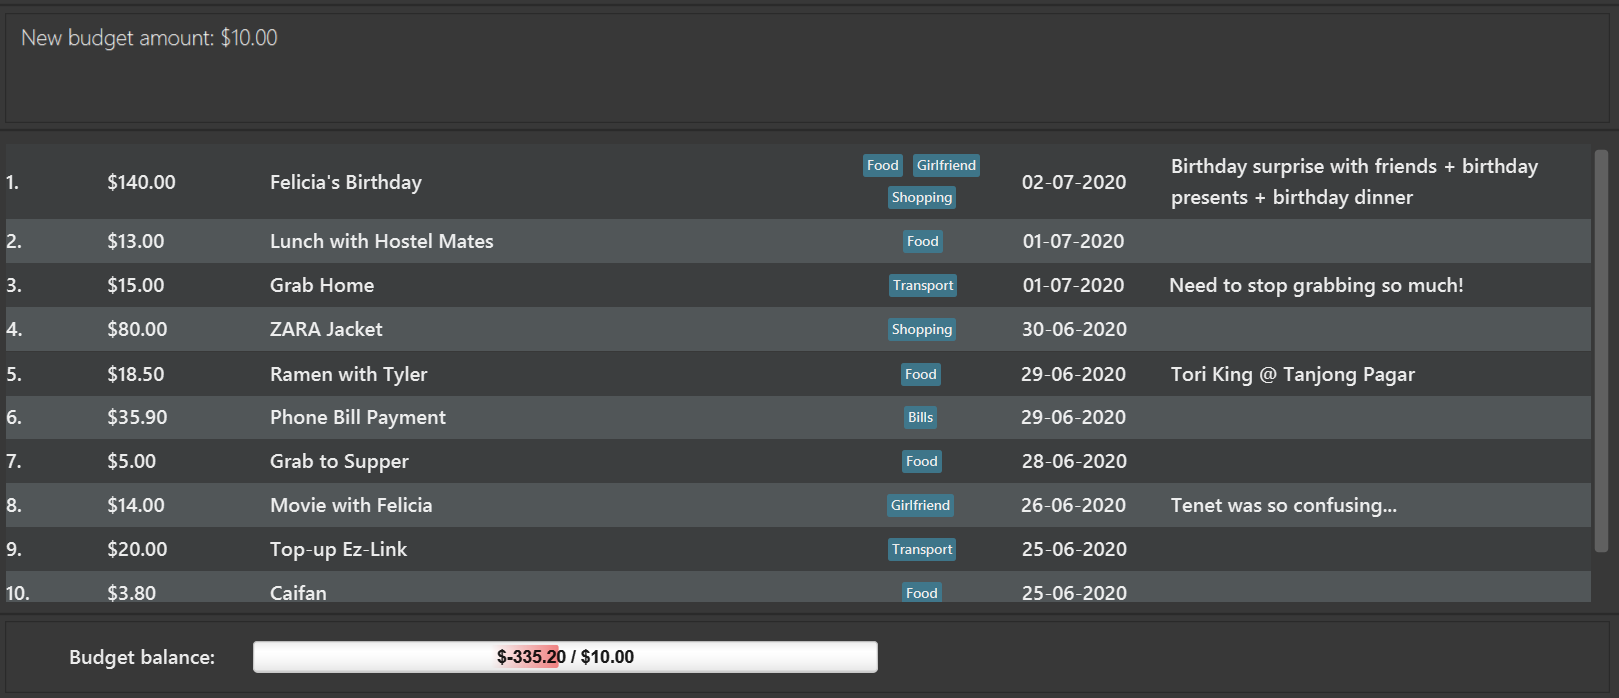 New budget amount: $10.00
1. $140.00 Felicia's Birthday Food Girlfriend Shopping 02-07-2020 Birthday surprise with friends + birthday presents + birthday dinner
2. $13.00 Lunch with Hostel Mates Food 01-07-2020
3. $15.00 Grab Home Transport 01-07-2020 Need to stop grabbing so much!
4. $80.00 ZARA Jacket Shopping 30-06-2020
5. $18.50 Ramen with Tyler Food 29-06-2020 Tori King @ Tanjong Pagar
6. $35.90 Phone Bill Payment Bills 29-06-2020
7. $5.00 Grab to Supper Food 28-06-2020
8. $14.00 Movie with Felicia Girlfriend 26-06-2020 Tenet was so confusing...
9. $20.00 Top-up Ez-Link Transport 25-06-2020
10. $3.80 Caifan Food 25-06-2020
Budget balance: $-335.20 / $10.00